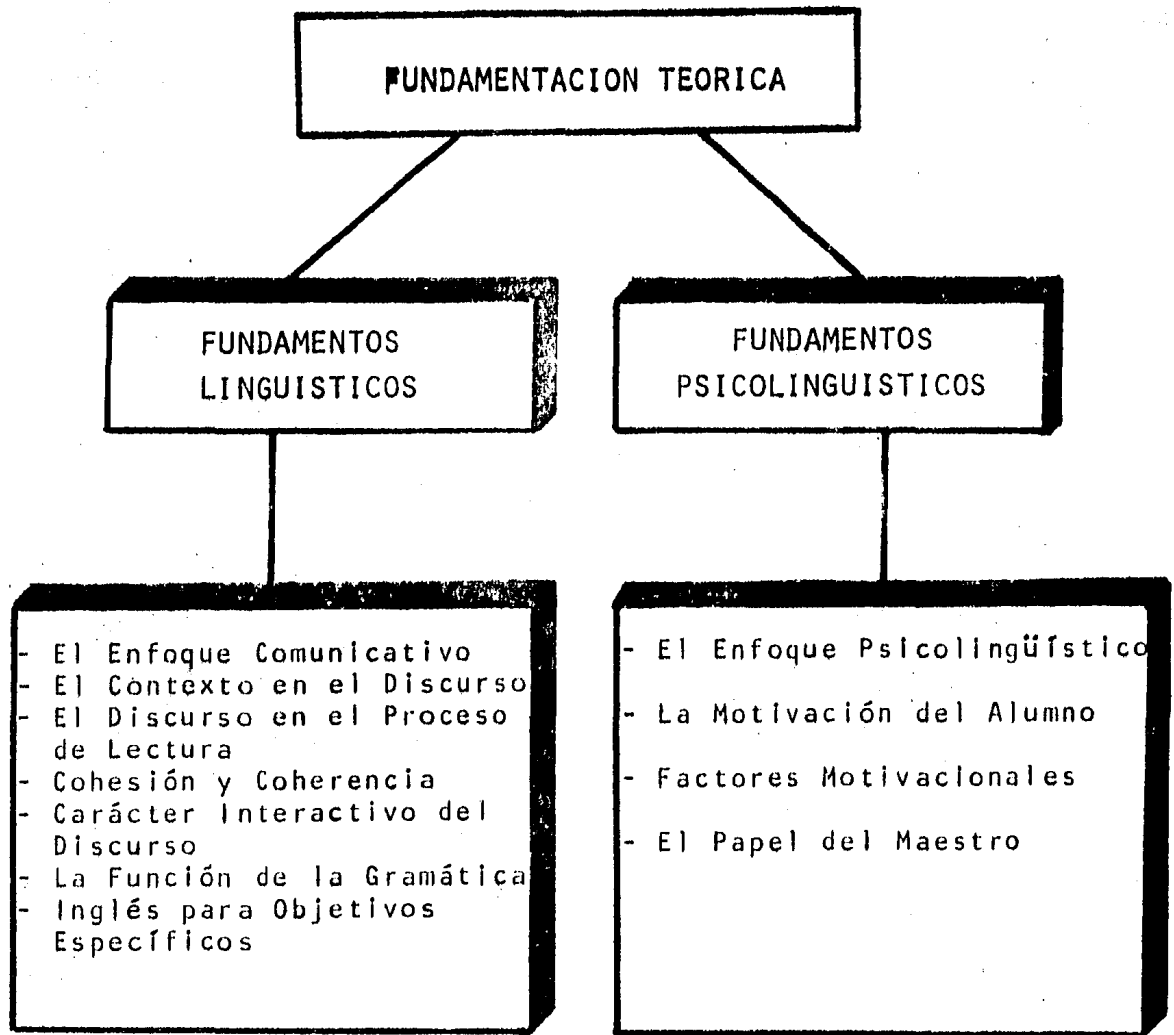 FUNDAMENTACION TEORICA
FUNDAMENTOS
LINGUISTICOS
FUNDAMENTOS
PSICOLINGUISTICOS
- El Enfoque Comunicativo
- El Contexto en el Discurso
- El Discurso en el Proceso
de Lectura
- Cohesión y Coherencia
- Carácter Interactivo del
Discurso
- La Función de la Gramática
- Inglés para Objetivos
Específicos
- El Enfoque Psicolingüístico
- La Motivación del Alumno
- Factores Motivacionales
- El Papel del Maestro